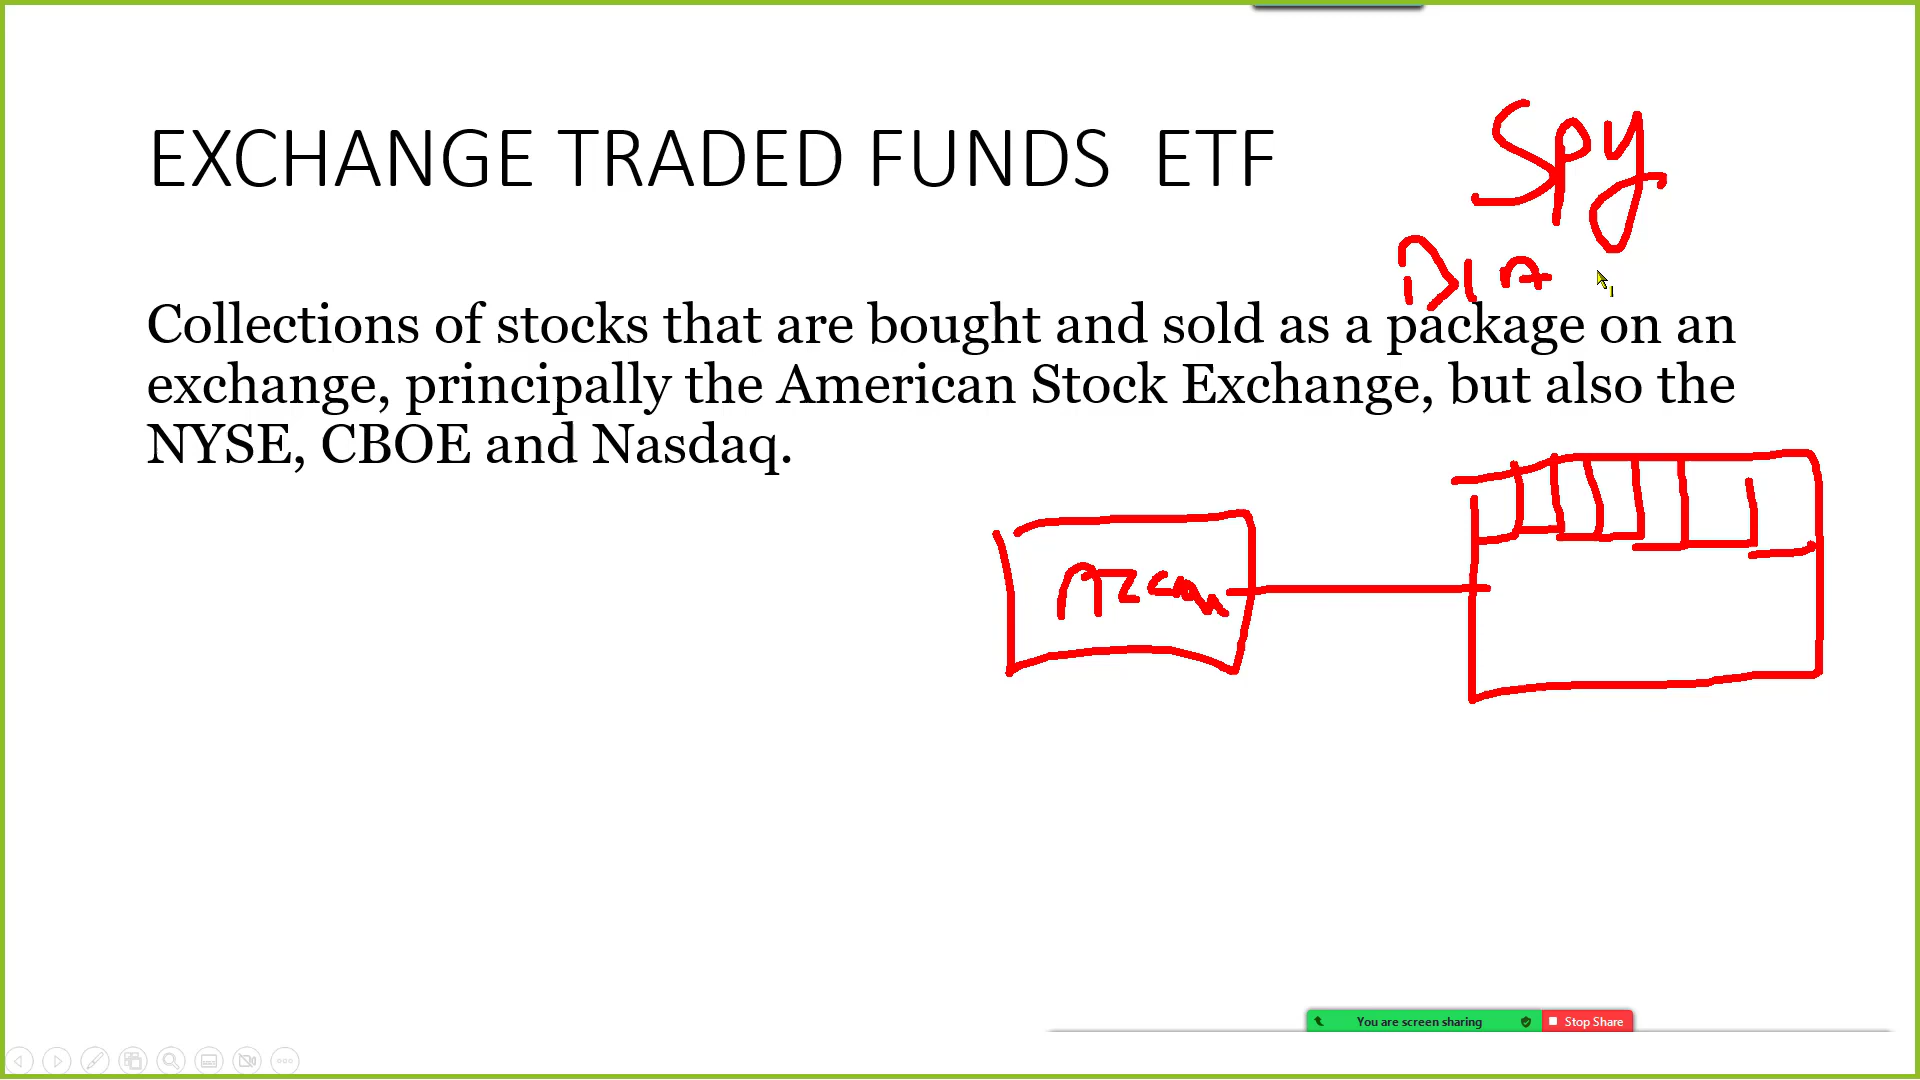 EXCHANGE TRADED FUNDS ETF
Spy
DIA
Collections of stocks that are bought and sold as a package on an
exchange, principally the American Stock Exchange, but also the
NYSE, CBOE and Nasdaq.
You are screen sharing
Stop Share